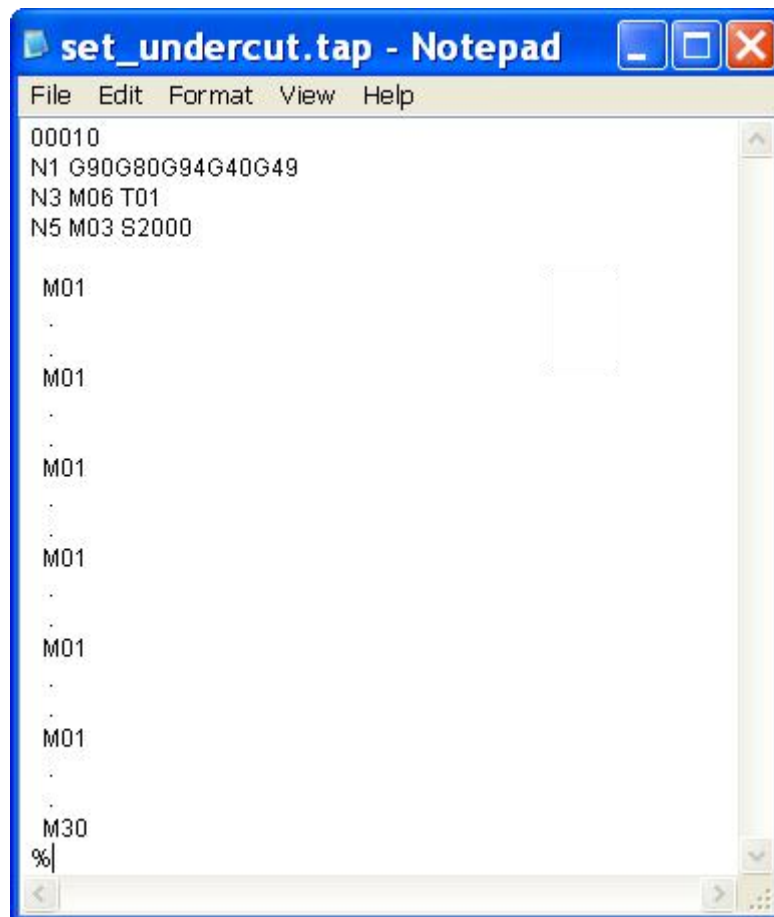 set_undercut.tap - Notepad
File Edit Format View Help
00010
N1 G90G80G94G40G49
N3 M06 T01
N5 M03 S2000
M01
.
.
M01
.
.
M01
.
.
M01
.
.
M01
.
.
M01
.
.
M30
%